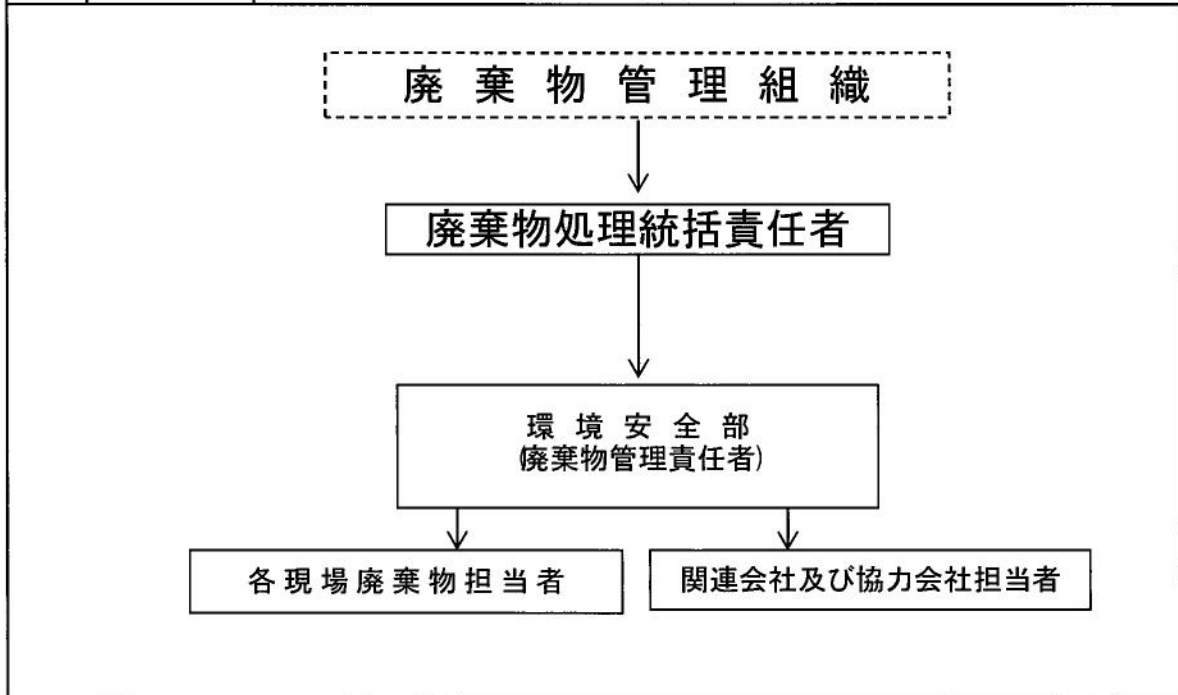 廃棄物管理組織
廃棄物処理統括責任者
環境安全部
(廃棄物管理責任者)
各現場廃棄物担当者
関連会社及び協力会社担当者